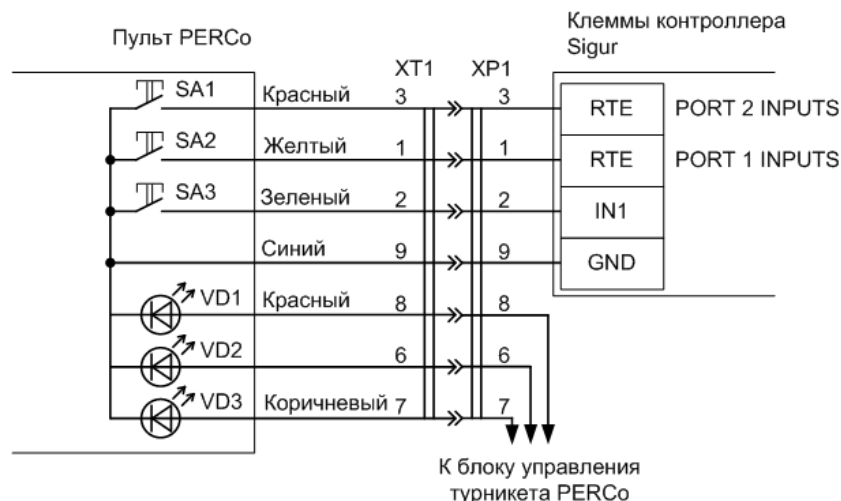 Пульт PERCo
Клеммы контроллера
Sigur
XT1
XP1
SA1 Красный 3 3 RTE PORT 2 INPUTS
SA2 Желтый 1 1 RTE PORT 1 INPUTS
SA3 Зеленый 2 2 IN1
Синий 9 9 GND
VD1 Красный 8 8
VD2 6 6
VD3 Коричневый 7 7
К блоку управления
турникета PERCo